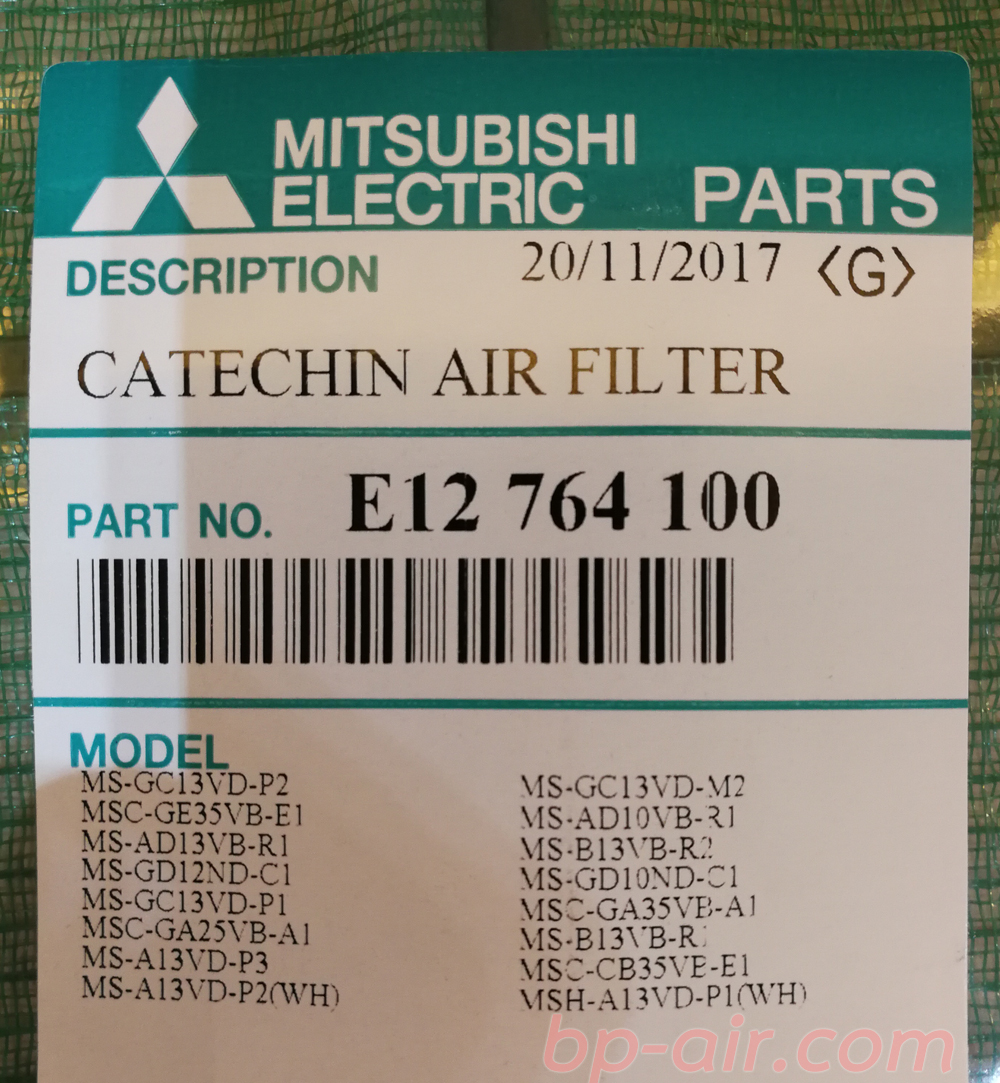 MITSUBISHI
ELECTRIC PARTS
DESCRIPTION 20/11/2017 <G>
CATECHIN AIR FILTER
PART NO. E12 764 100
MODEL
MS-GC13VD-P2 MS-GC13VD-M2
MSC-GE35VB-E1 MS-AD10VB-R1
MS-AD13VB-R1 MS-B13VB-R2
MS-GD12ND-C1 MS-GD10ND-C1
MS-GC13VD-P1 MSC-GA35VB-A1
MSC-GA25VB-A1
MS-A13VD-P3 MSC-CB35VB-E1
MS-A13VD-P2(WH) MSH-A13VD-P1(WH)
bp-air.com